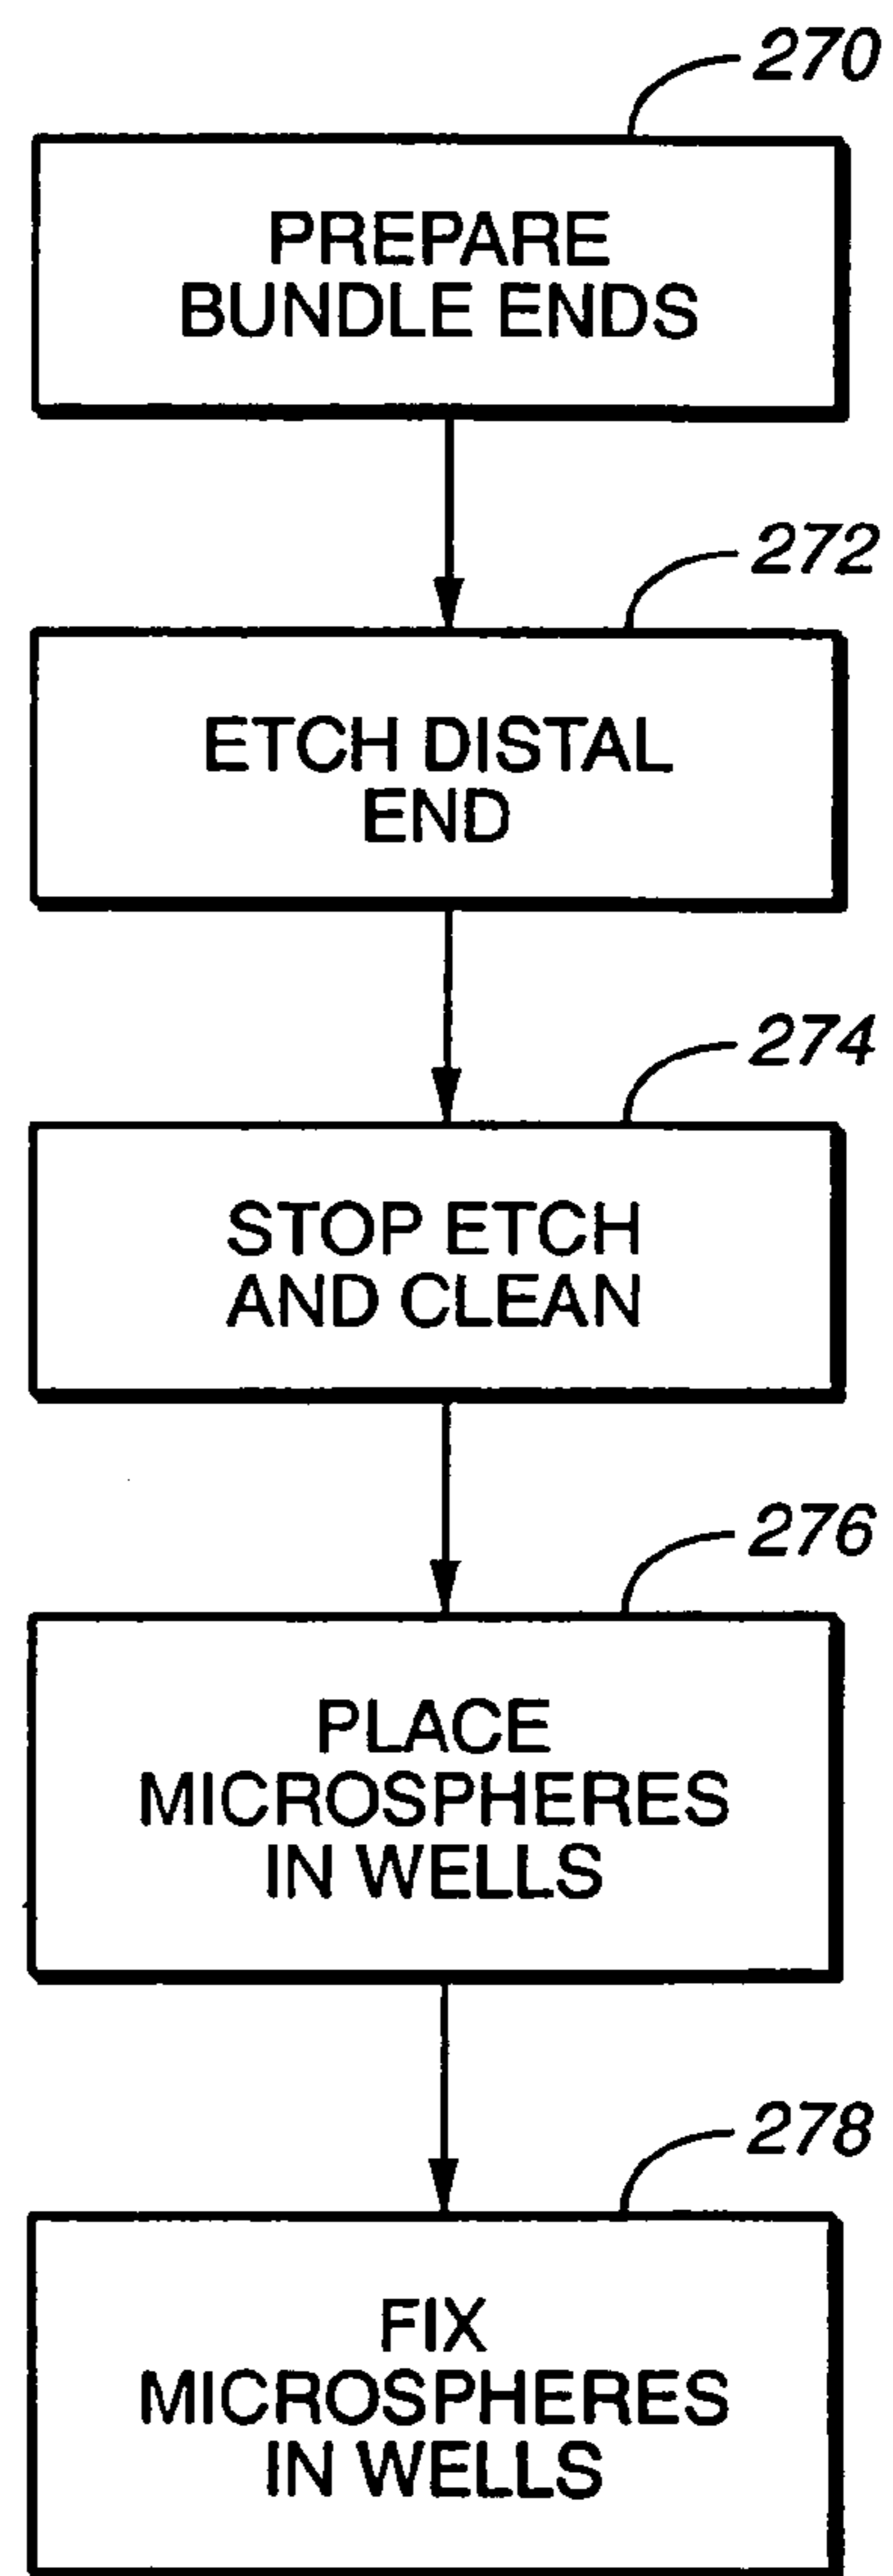 270
PREPARE
BUNDLE ENDS
272
ETCH DISTAL
END
274
STOP ETCH
AND CLEAN
276
PLACE
MICROSPHERES
IN WELLS
278
FIX
MICROSPHERES
IN WELLS